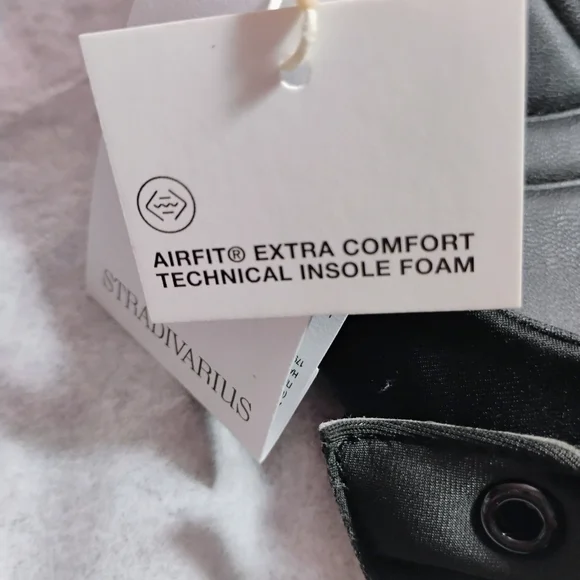 AIRFIT® EXTRA COMFORT
TECHNICAL INSOLE FOAM
STRADIVARIUS